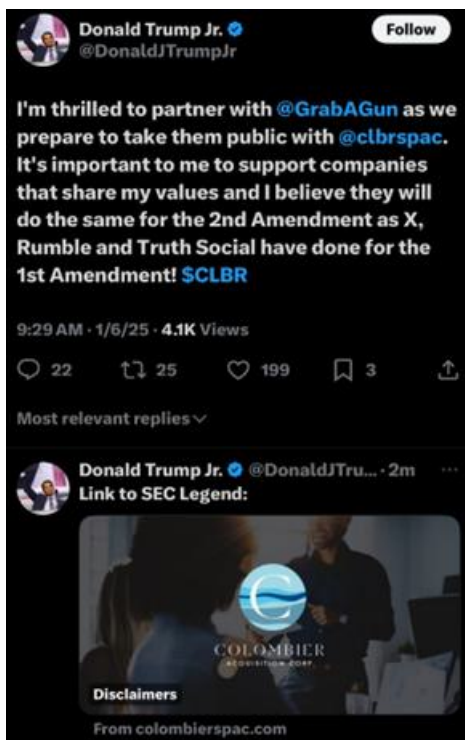 Donald Trump Jr.
Follow
@DonaldJTrumpJr
I'm thrilled to partner with @GrabAGun as we
prepare to take them public with @clbrspac.
It's important to me to support companies
that share my values and I believe they will
do the same for the 2nd Amendment as X,
Rumble and Truth Social have done for the
1st Amendment! $CLBR
9:29 AM · 1/6/25 · 4.1K Views
22 25 199 3
Most relevant replies
Donald Trump Jr. @DonaldJTru... · 2m
Link to SEC Legend:
C
COLOMBIER
ACQUISITION CORP.
Disclaimers
From colombierspac.com